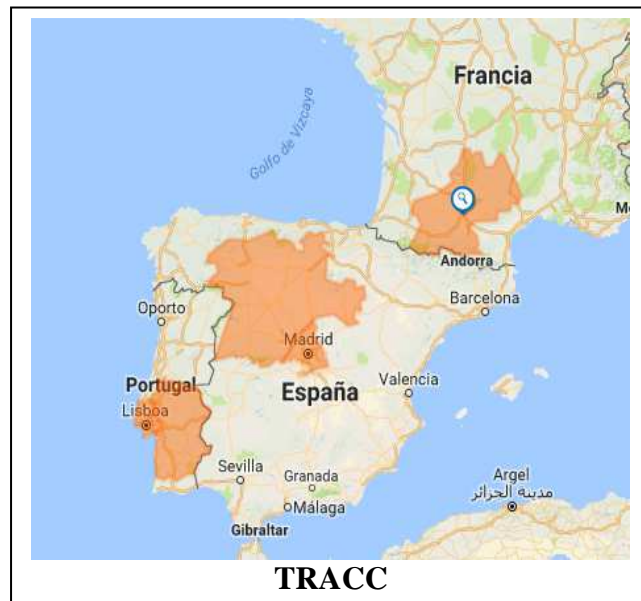 Francia
Golfo de Vizcaya
Andorra
Oporto
Barcelona
Madrid
Portugal
España
Valencia
Lisboa
Sevilla
Granada
Argel
مدينة الجزائر
Málaga
Gibraltar
TRACC